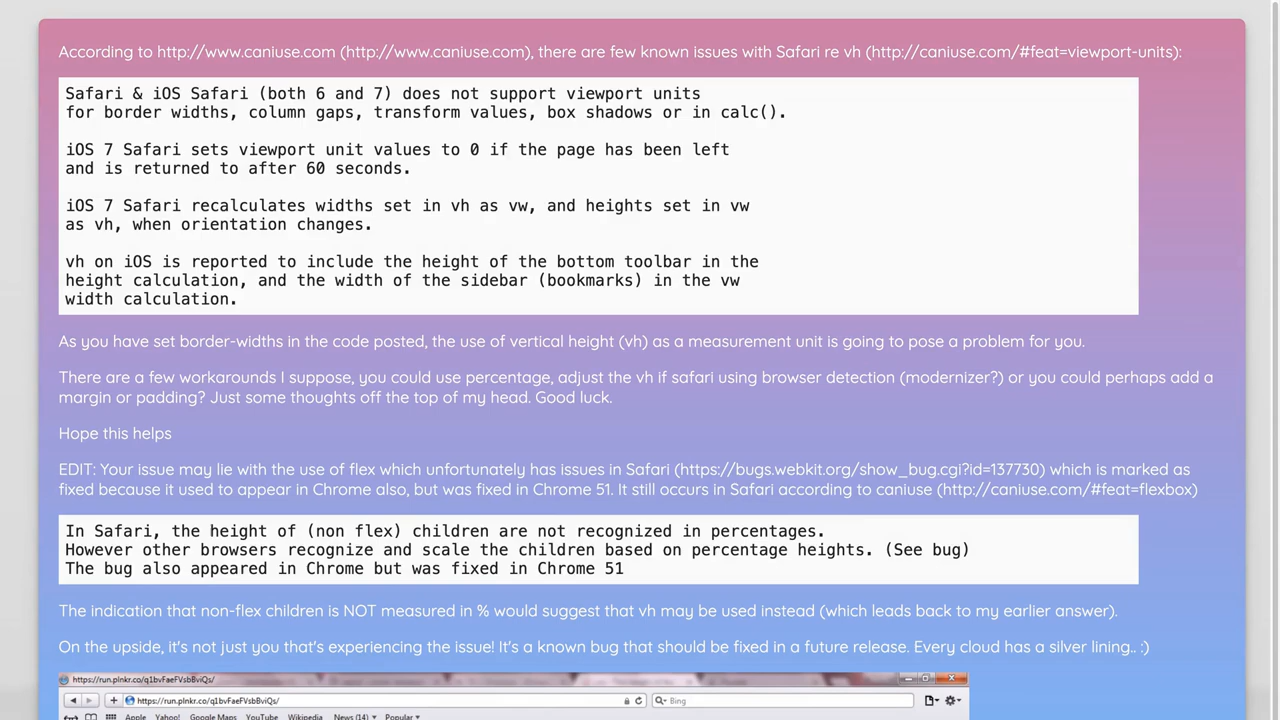 According to http://www.caniuse.com (http://www.caniuse.com), there are few known issues with Safari re vh (http://caniuse.com/#feat=viewport-units):
Safari & iOS Safari (both 6 and 7) does not support viewport units
for border widths, column gaps, transform values, box shadows or in calc().
iOS 7 Safari sets viewport unit values to 0 if the page has been left
and is returned to after 60 seconds.
iOS 7 Safari recalculates widths set in vh as vw, and heights set in vw
as vh, when orientation changes.
vh on iOS is reported to include the height of the bottom toolbar in the
height calculation, and the width of the sidebar (bookmarks) in the vw
width calculation.
As you have set border-widths in the code posted, the use of vertical height (vh) as a measurement unit is going to pose a problem for you.
There are a few workarounds I suppose, you could use percentage, adjust the vh if safari using browser detection (modernizer?) or you could perhaps add a
margin or padding? Just some thoughts off the top of my head. Good luck.
Hope this helps
EDIT: Your issue may lie with the use of flex which unfortunately has issues in Safari (https://bugs.webkit.org/show_bug.cgi?id=137730) which is marked as
fixed because it used to appear in Chrome also, but was fixed in Chrome 51. It still occurs in Safari according to caniuse (http://caniuse.com/#feat=flexbox)
In Safari, the height of (non flex) children are not recognized in percentages.
However other browsers recognize and scale the children based on percentage heights. (See bug)
The bug also appeared in Chrome but was fixed in Chrome 51
The indication that non-flex children is NOT measured in % would suggest that vh may be used instead (which leads back to my earlier answer).
On the upside, it's not just you that's experiencing the issue! It's a known bug that should be fixed in a future release. Every cloud has a silver lining.. :)
https://run.plnkr.co/q1bvFaeFVsbBviQs/
https://run.plnkr.co/q1bvFaeFVsbBviQs/ Bing
Apple Yahoo! Google Maps YouTube Wikipedia News (14) Popular